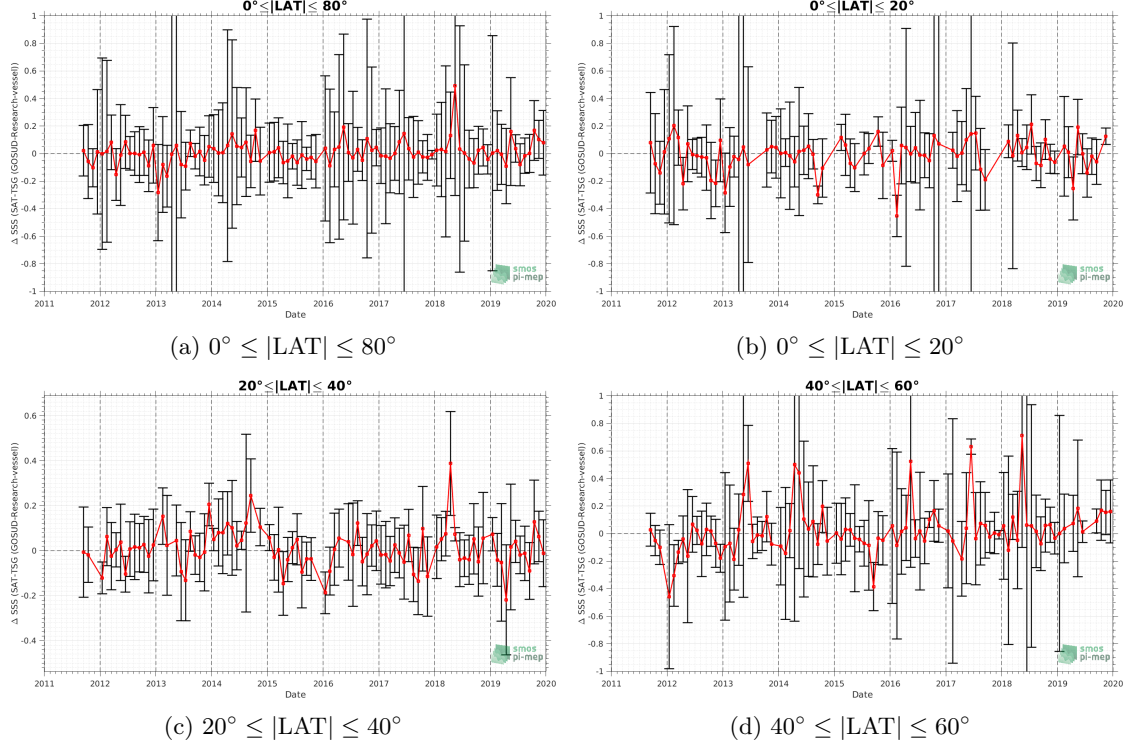 0°≤|LAT|≤ 80°
Δ SSS (SAT-TSG (GOSUD-Research-vessel))
1
0.8
0.6
0.4
0.2
0
-0.2
-0.4
-0.6
-0.8
-1
2011 2012 2013 2014 2015 2016 2017 2018 2019 2020
Date
smos
pi-mep
(a) 0° ≤ |LAT| ≤ 80°
0°≤|LAT|≤ 20°
Δ SSS (SAT-TSG (GOSUD-Research-vessel))
1
0.8
0.6
0.4
0.2
0
-0.2
-0.4
-0.6
-0.8
-1
2011 2012 2013 2014 2015 2016 2017 2018 2019 2020
Date
smos
pi-mep
(b) 0° ≤ |LAT| ≤ 20°
20°≤|LAT|≤ 40°
Δ SSS (SAT-TSG (GOSUD-Research-vessel))
0.6
0.4
0.2
0
-0.2
-0.4
2011 2012 2013 2014 2015 2016 2017 2018 2019 2020
Date
smos
pi-mep
(c) 20° ≤ |LAT| ≤ 40°
40°≤|LAT|≤ 60°
Δ SSS (SAT-TSG (GOSUD-Research-vessel))
1
0.8
0.6
0.4
0.2
0
-0.2
-0.4
-0.6
-0.8
-1
2011 2012 2013 2014 2015 2016 2017 2018 2019 2020
Date
smos
pi-mep
(d) 40° ≤ |LAT| ≤ 60°